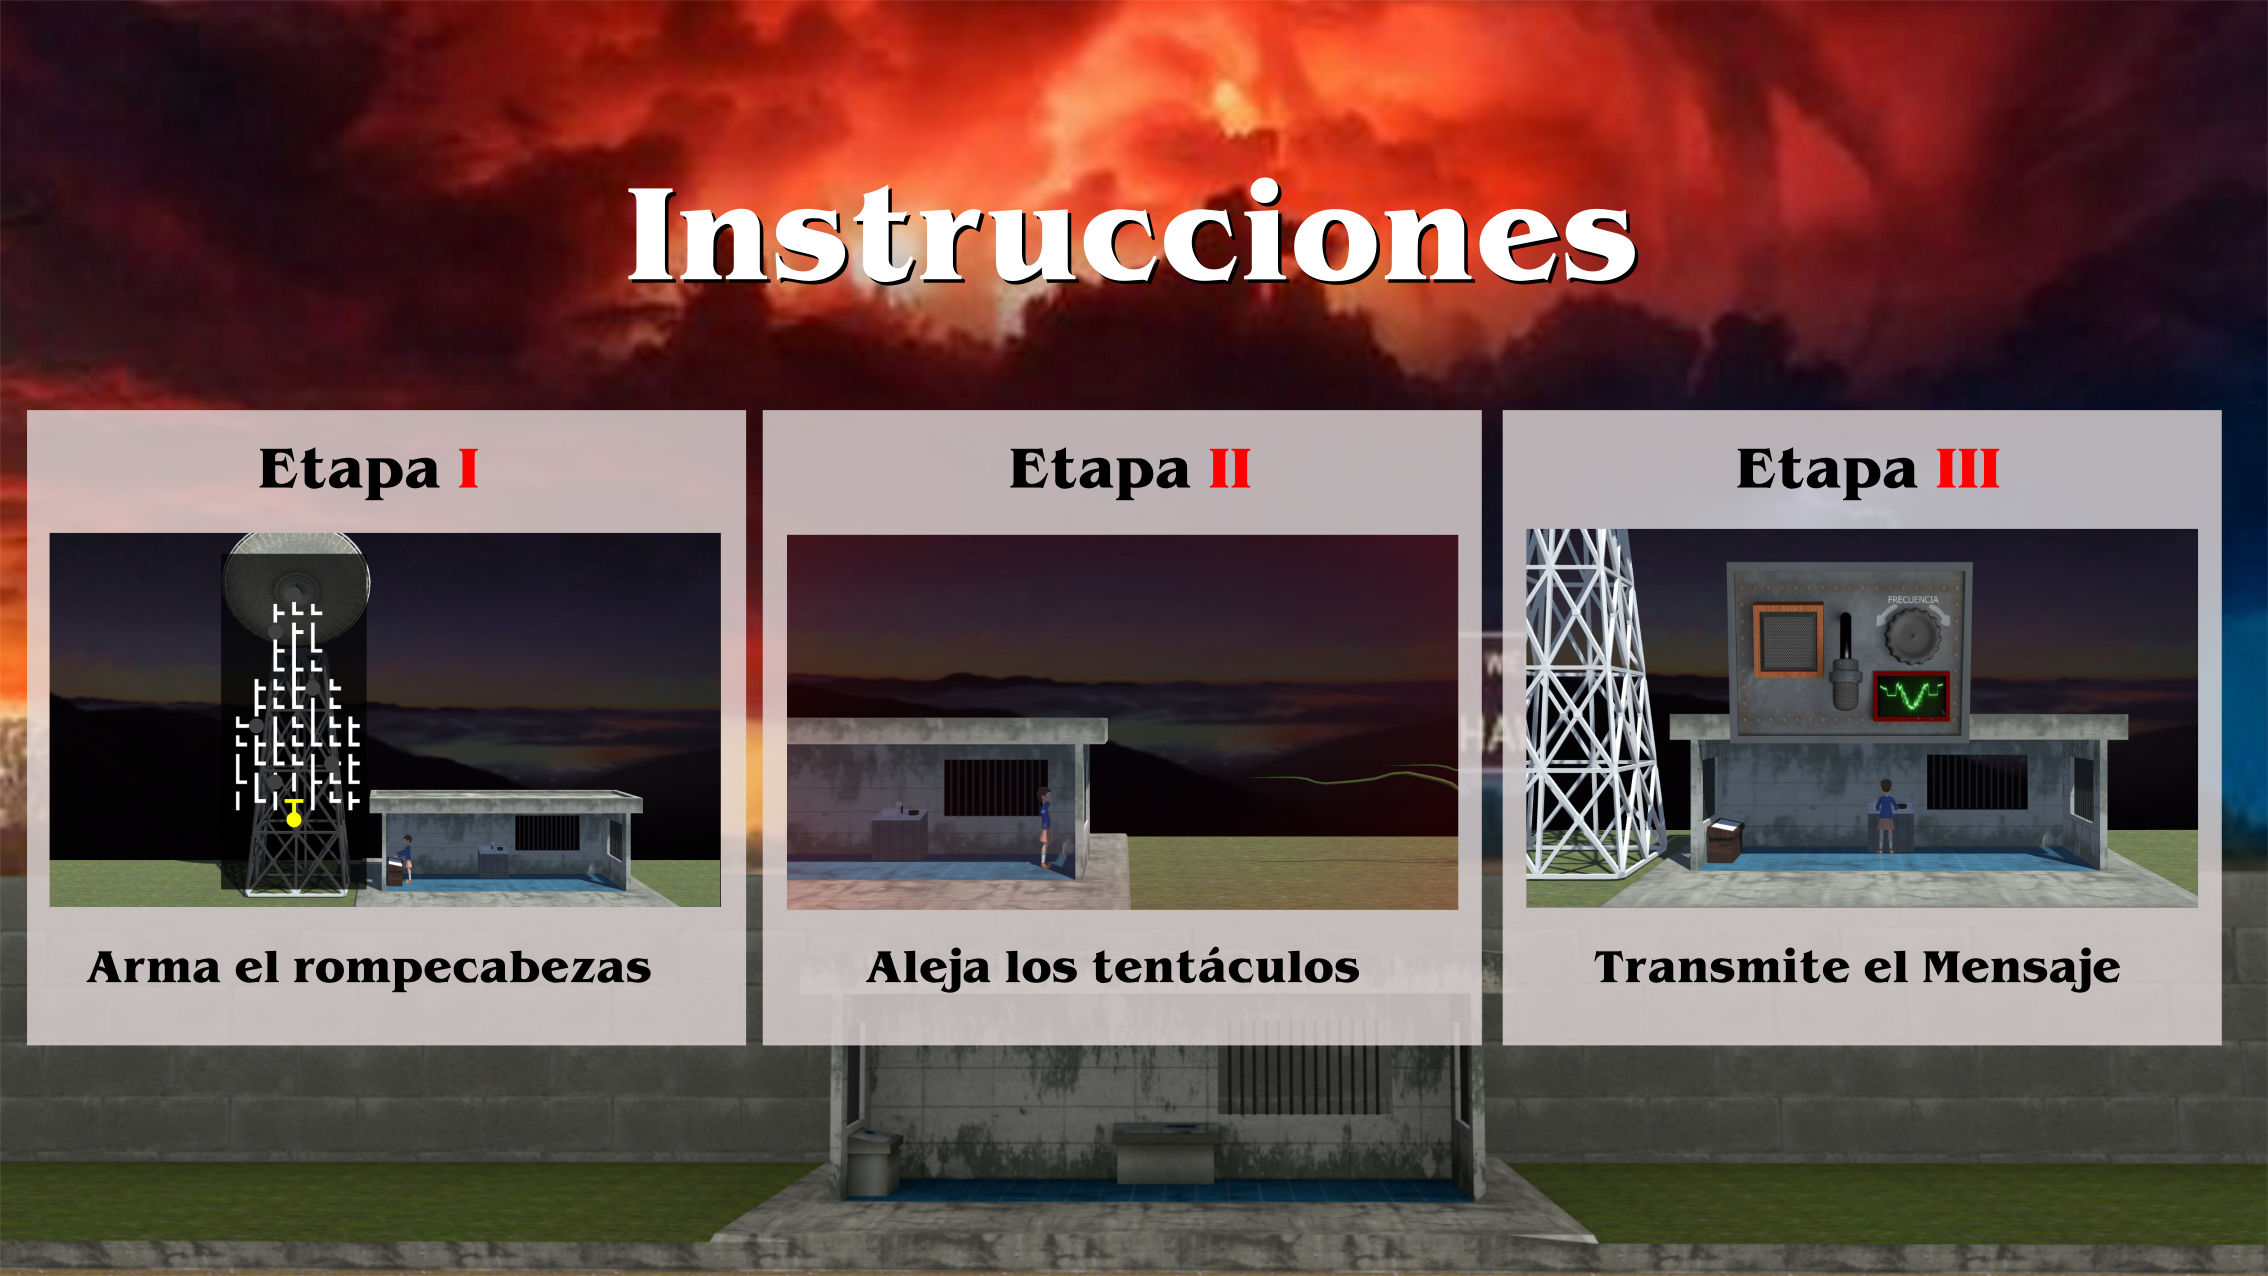 Instrucciones
Etapa I
Arma el rompecabezas
Etapa II
Aleja los tentáculos
Etapa III
FRECUENCIA
Transmite el Mensaje